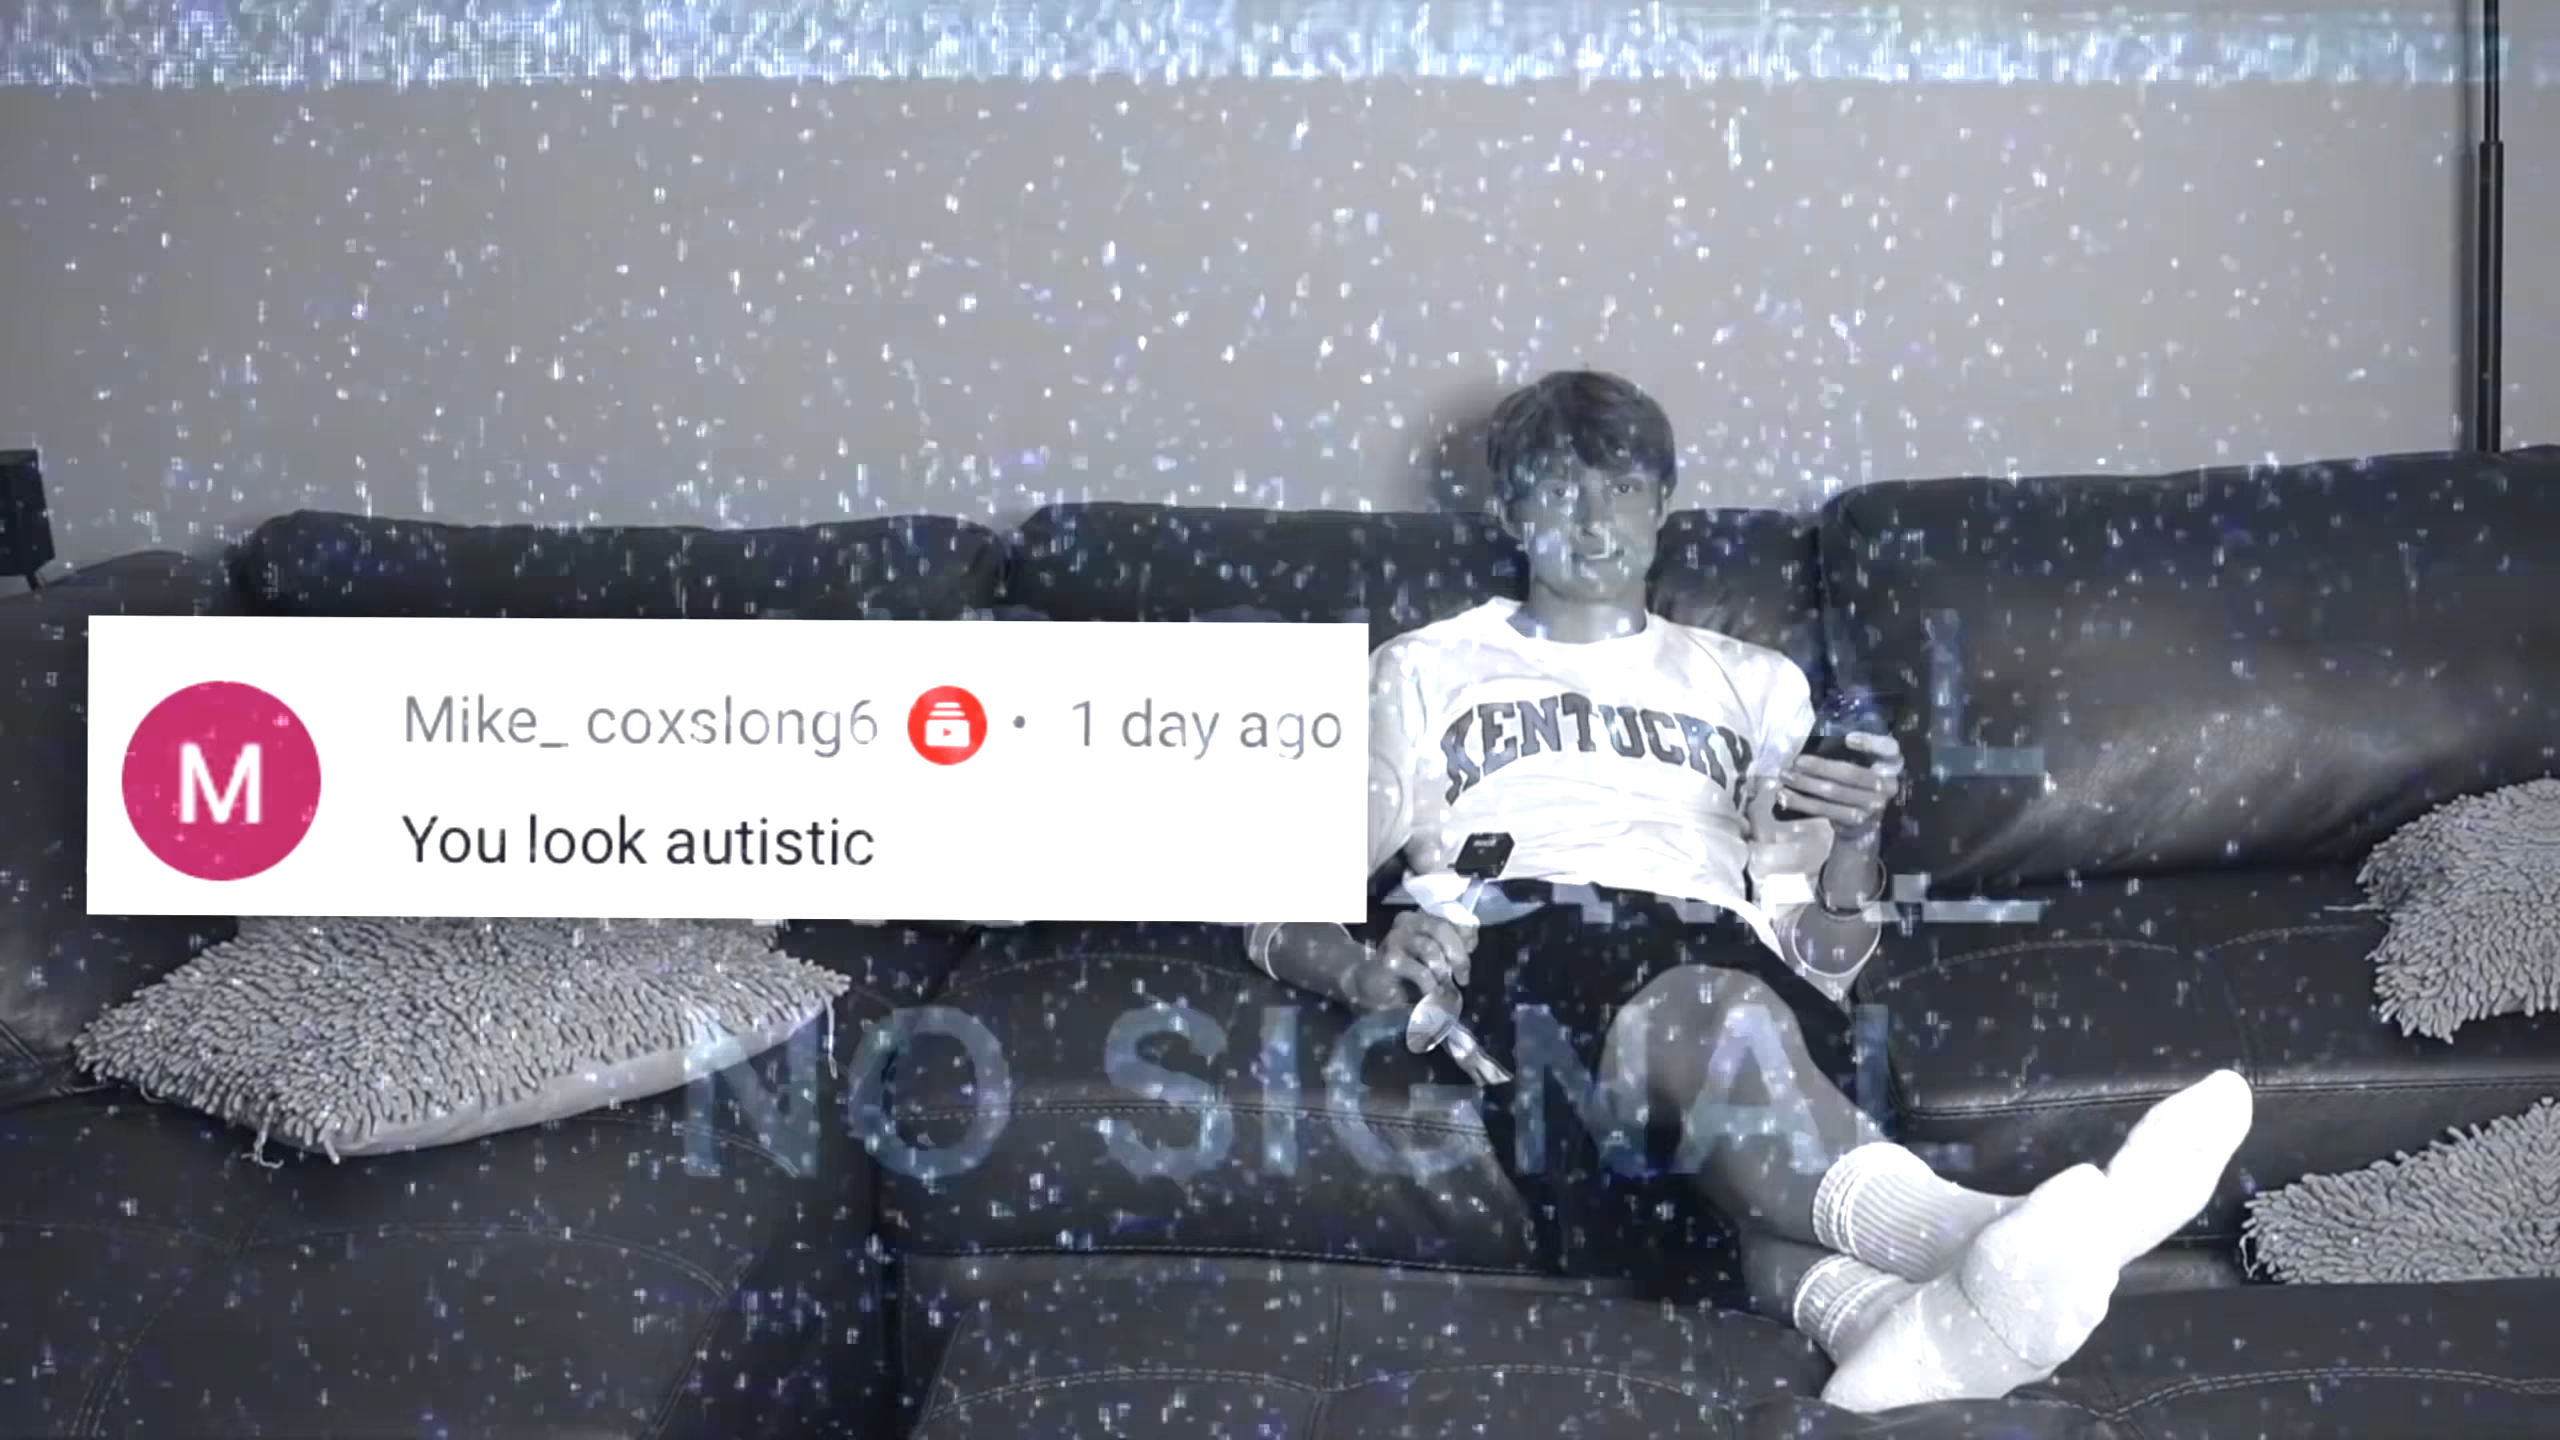 Mike_ coxslong6 • 1 day ago
M
You look autistic
KENTUCKY
NO SIGNAL